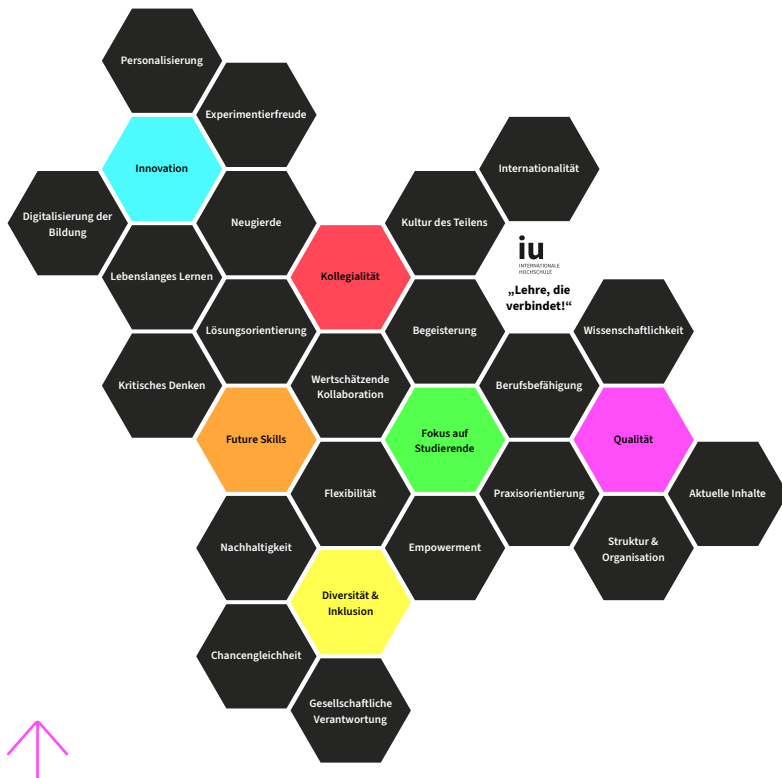 Personalisierung
Experimentierfreude
Innovation
Internationalität
Digitalisierung der
Bildung
Neugierde
Kultur des Teilens
iu
INTERNATIONALE
HOCHSCHULE
„Lehre, die
verbindet!“
Lebenslanges Lernen
Kollegialität
Lösungsorientierung
Begeisterung
Wissenschaftlichkeit
Kritisches Denken
Wertschätzende
Kollaboration
Berufsbefähigung
Future Skills
Fokus auf
Studierende
Qualität
Flexibilität
Praxisorientierung
Aktuelle Inhalte
Nachhaltigkeit
Empowerment
Struktur &
Organisation
Diversität &
Inklusion
Chancengleichheit
Gesellschaftliche
Verantwortung